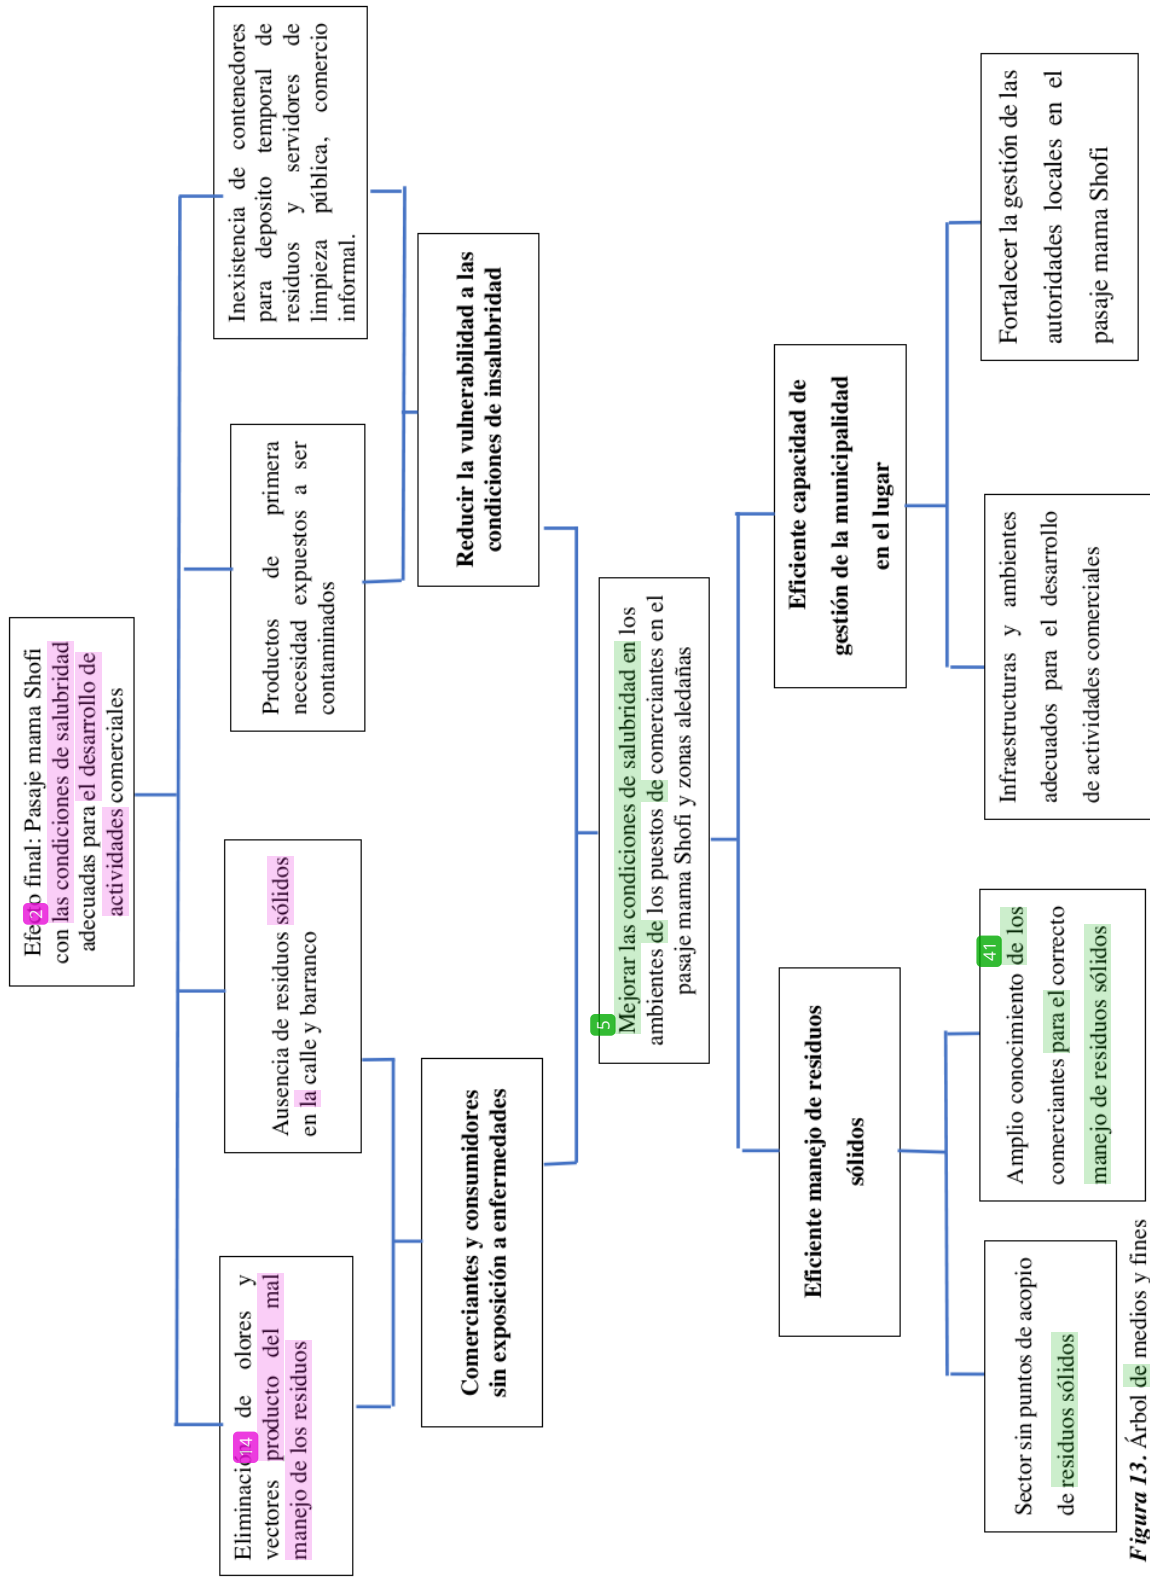 Efecto final: Pasaje mama Shofi
con las condiciones de salubridad
adecuadas para el desarrollo de
actividades comerciales
2
Eliminación de olores y
vectores producto del mal
manejo de los residuos
14
Ausencia de residuos sólidos
en la calle y barranco
Productos de primera
necesidad expuestos a ser
contaminados
Inexistencia de contenedores
para deposito temporal de
residuos y servidores de
limpieza pública, comercio
informal.
Comerciantes y consumidores
sin exposición a enfermedades
Reducir la vulnerabilidad a las
condiciones de insalubridad
5
Mejorar las condiciones de salubridad en los
ambientes de los puestos de comerciantes en el
pasaje mama Shofi y zonas aledañas
Eficiente manejo de residuos
sólidos
Eficiente capacidad de
gestión de la municipalidad
en el lugar
Sector sin puntos de acopio
de residuos sólidos
41
Amplio conocimiento de los
comerciantes para el correcto
manejo de residuos sólidos
Infraestructuras y ambientes
adecuados para el desarrollo
de actividades comerciales
Fortalecer la gestión de las
autoridades locales en el
pasaje mama Shofi
Figura 13. Árbol de medios y fines